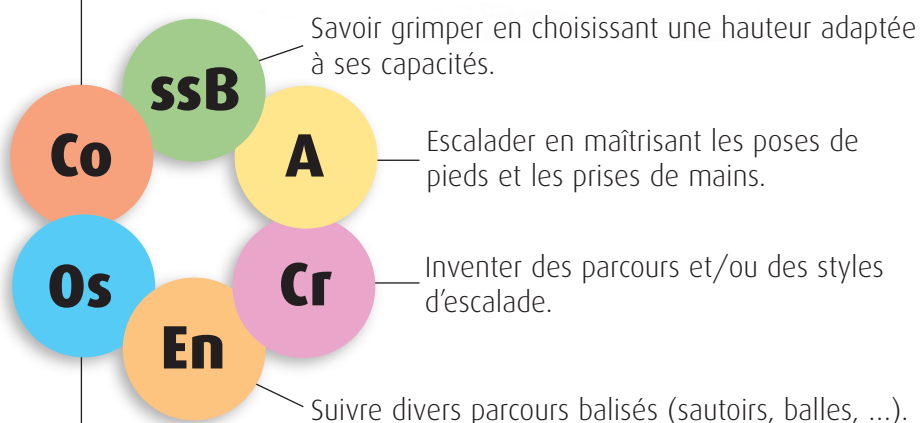 Savoir grimper en choisissant une hauteur adaptée
à ses capacités.
ssB
Co
A
Escalader en maîtrisant les poses de
pieds et les prises de mains.
Os
Cr
Inventer des parcours et/ou des styles
d'escalade.
En
Suivre divers parcours balisés (sautoirs, balles, ...).